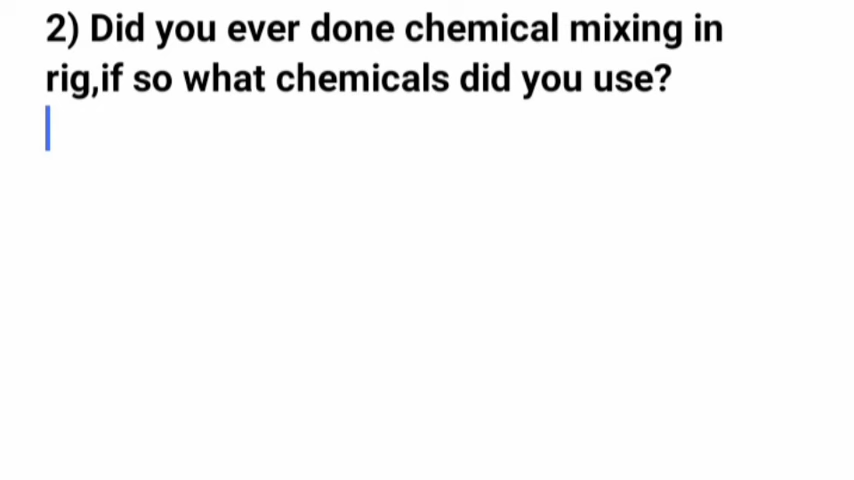 2) Did you ever done chemical mixing in
rig,if so what chemicals did you use?